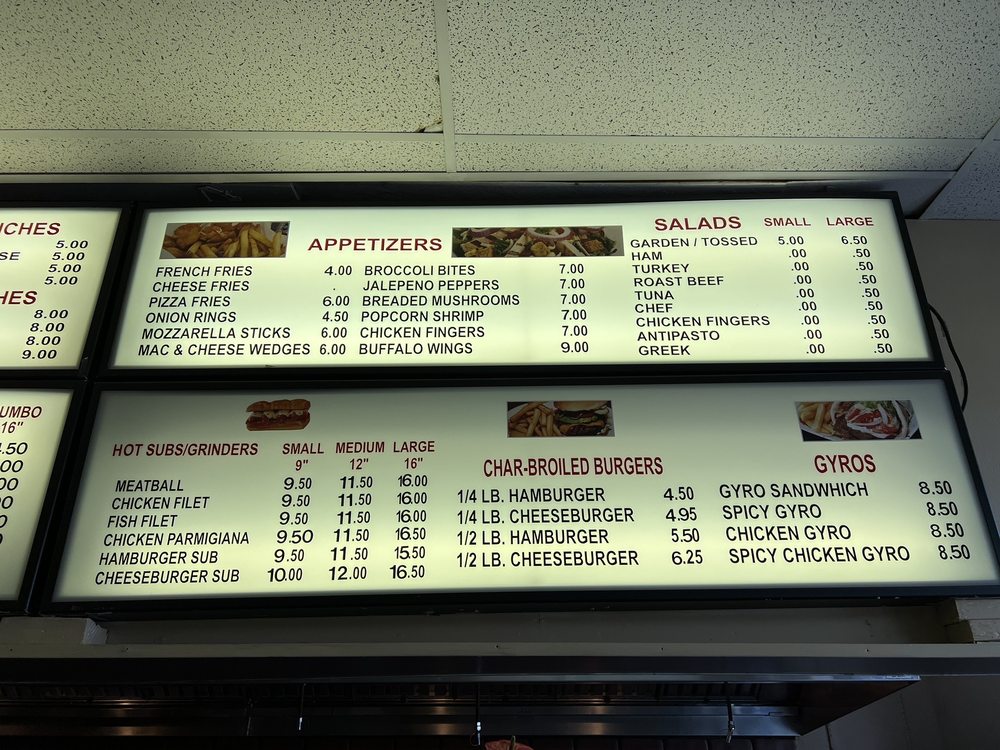 ICHES
5.00
SE 5.00
5.00
5.00
HES
8.00
8.00
8.00
9.00
APPETIZERS
FRENCH FRIES 4.00 BROCCOLI BITES 7.00
CHEESE FRIES . JALEPENO PEPPERS 7.00
PIZZA FRIES 6.00 BREADED MUSHROOMS 7.00
ONION RINGS 4.50 POPCORN SHRIMP 7.00
MOZZARELLA STICKS 6.00 CHICKEN FINGERS 7.00
MAC & CHEESE WEDGES 6.00 BUFFALO WINGS 9.00
SALADS SMALL LARGE
GARDEN / TOSSED 5.00 6.50
HAM .00 .50
TURKEY .00 .50
ROAST BEEF .00 .50
TUNA .00 .50
CHEF .00 .50
CHICKEN FINGERS .00 .50
ANTIPASTO .00 .50
GREEK .00 .50
UMBO
16"
.50
.00
.00
HOT SUBS/GRINDERS SMALL MEDIUM LARGE
9" 12" 16"
MEATBALL 9.50 11.50 16.00
CHICKEN FILET 9.50 11.50 16.00
FISH FILET 9.50 11.50 16.00
CHICKEN PARMIGIANA 9.50 11.50 16.50
HAMBURGER SUB 9.50 11.50 15.50
CHEESEBURGER SUB 10.00 12.00 16.50
CHAR-BROILED BURGERS
1/4 LB. HAMBURGER 4.50
1/4 LB. CHEESEBURGER 4.95
1/2 LB. HAMBURGER 5.50
1/2 LB. CHEESEBURGER 6.25
GYROS
GYRO SANDWHICH 8.50
SPICY GYRO 8.50
CHICKEN GYRO 8.50
SPICY CHICKEN GYRO 8.50